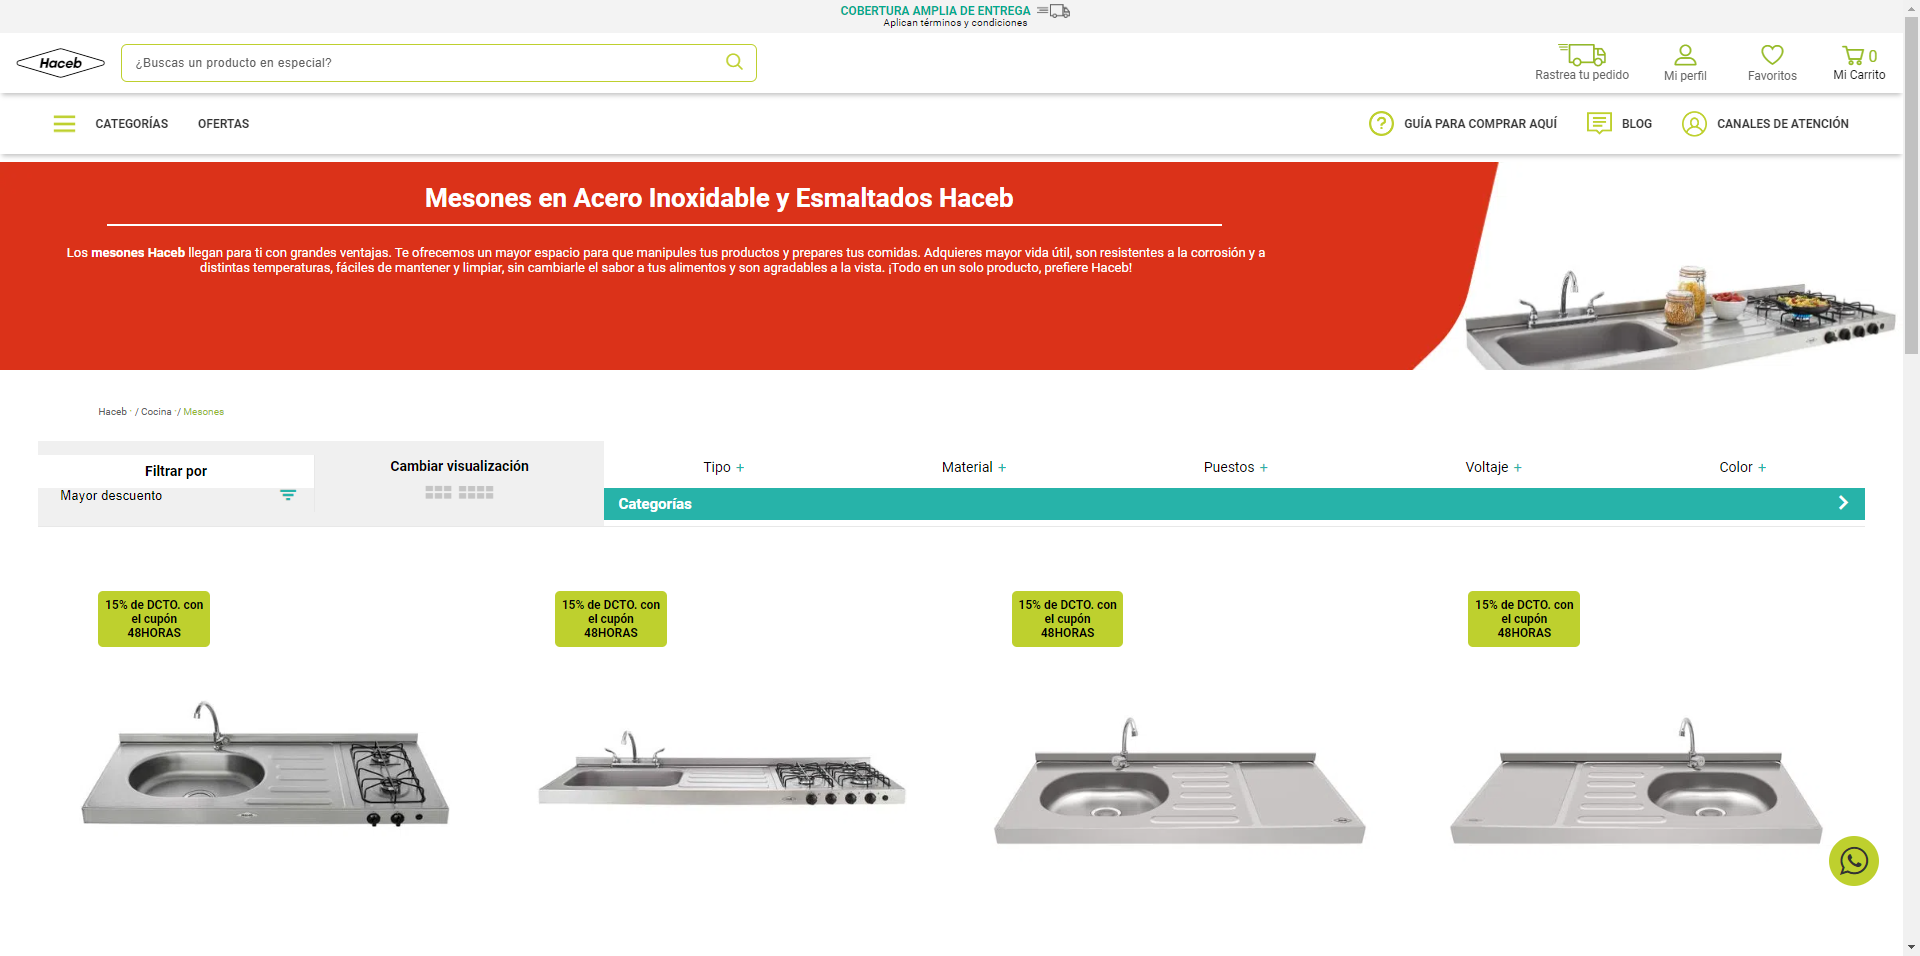 COBERTURA AMPLIA DE ENTREGA
Aplican términos y condiciones
Haceb
¿Buscas un producto en especial?
Rastrea tu pedido
Mi perfil
Favoritos
0
Mi Carrito
CATEGORÍAS
OFERTAS
GUÍA PARA COMPRAR AQUÍ
BLOG
CANALES DE ATENCIÓN
Mesones en Acero Inoxidable y Esmaltados Haceb
Los mesones Haceb llegan para ti con grandes ventajas. Te ofrecemos un mayor espacio para que manipules tus productos y prepares tus comidas. Adquieres mayor vida útil, son resistentes a la corrosión y a
distintas temperaturas, fáciles de mantener y limpiar, sin cambiarle el sabor a tus alimentos y son agradables a la vista. ¡Todo en un solo producto, prefiere Haceb!
Haceb / Cocina / Mesones
Filtrar por
Mayor descuento
Cambiar visualización
Tipo +
Material +
Puestos +
Voltaje +
Color +
Categorías
15% de DCTO. con
el cupón
48HORAS
15% de DCTO. con
el cupón
48HORAS
15% de DCTO. con
el cupón
48HORAS
15% de DCTO. con
el cupón
48HORAS